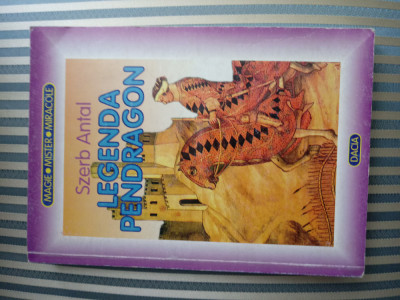 MAGIE • MISTER • MIRACOLE
Szerb Antal
LEGENDA
PENDRAGON
DACIA